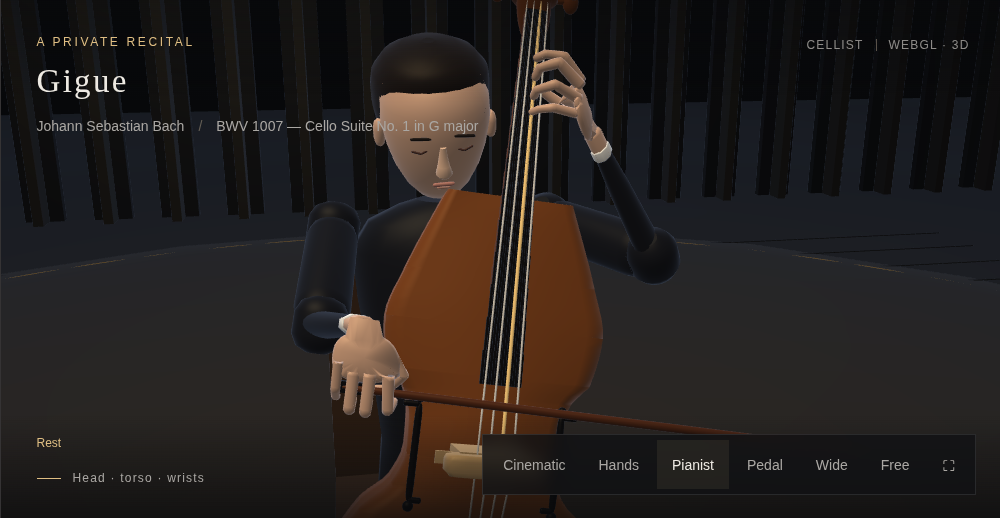 A PRIVATE RECITAL
CELLIST | WEBGL · 3D
Gigue
Johann Sebastian Bach / BWV 1007 — Cello Suite No. 1 in G major
Rest
Head · torso · wrists
Cinematic Hands Pianist Pedal Wide Free